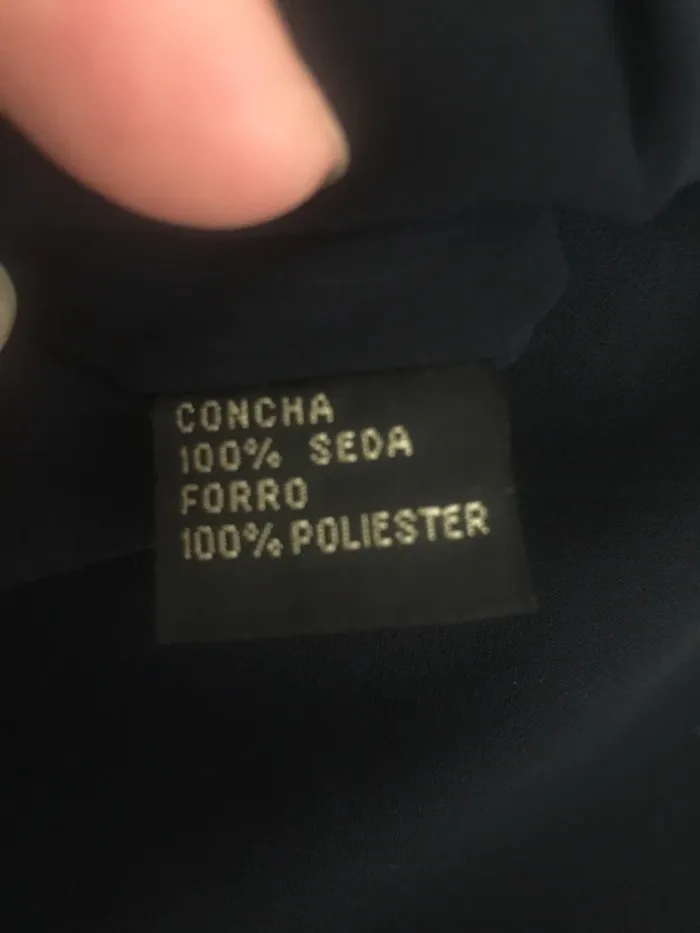 CONCHA
100% SEDA
FORRO
100% POLIESTER